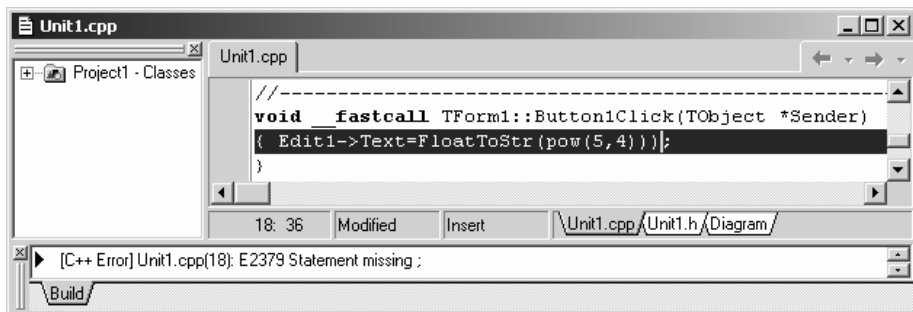 Unit1.cpp
Project1 - Classes
Unit1.cpp
//------------------------------------------------------
void __fastcall TForm1::Button1Click(TObject *Sender)
{ Edit1->Text=FloatToStr(pow(5,4)));
}
18: 36 Modified Insert Unit1.cpp Unit1.h Diagram
[C++ Error] Unit1.cpp(18): E2379 Statement missing ;
Build